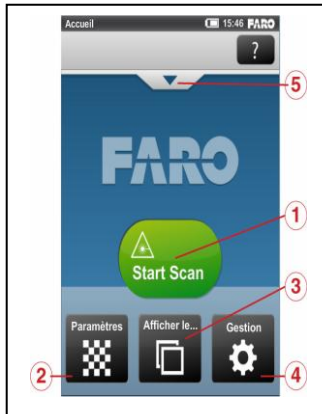 Accueil 15:46 FARO
?
5
FARO
1
Start Scan
3
Paramètres Afficher le... Gestion
2
4